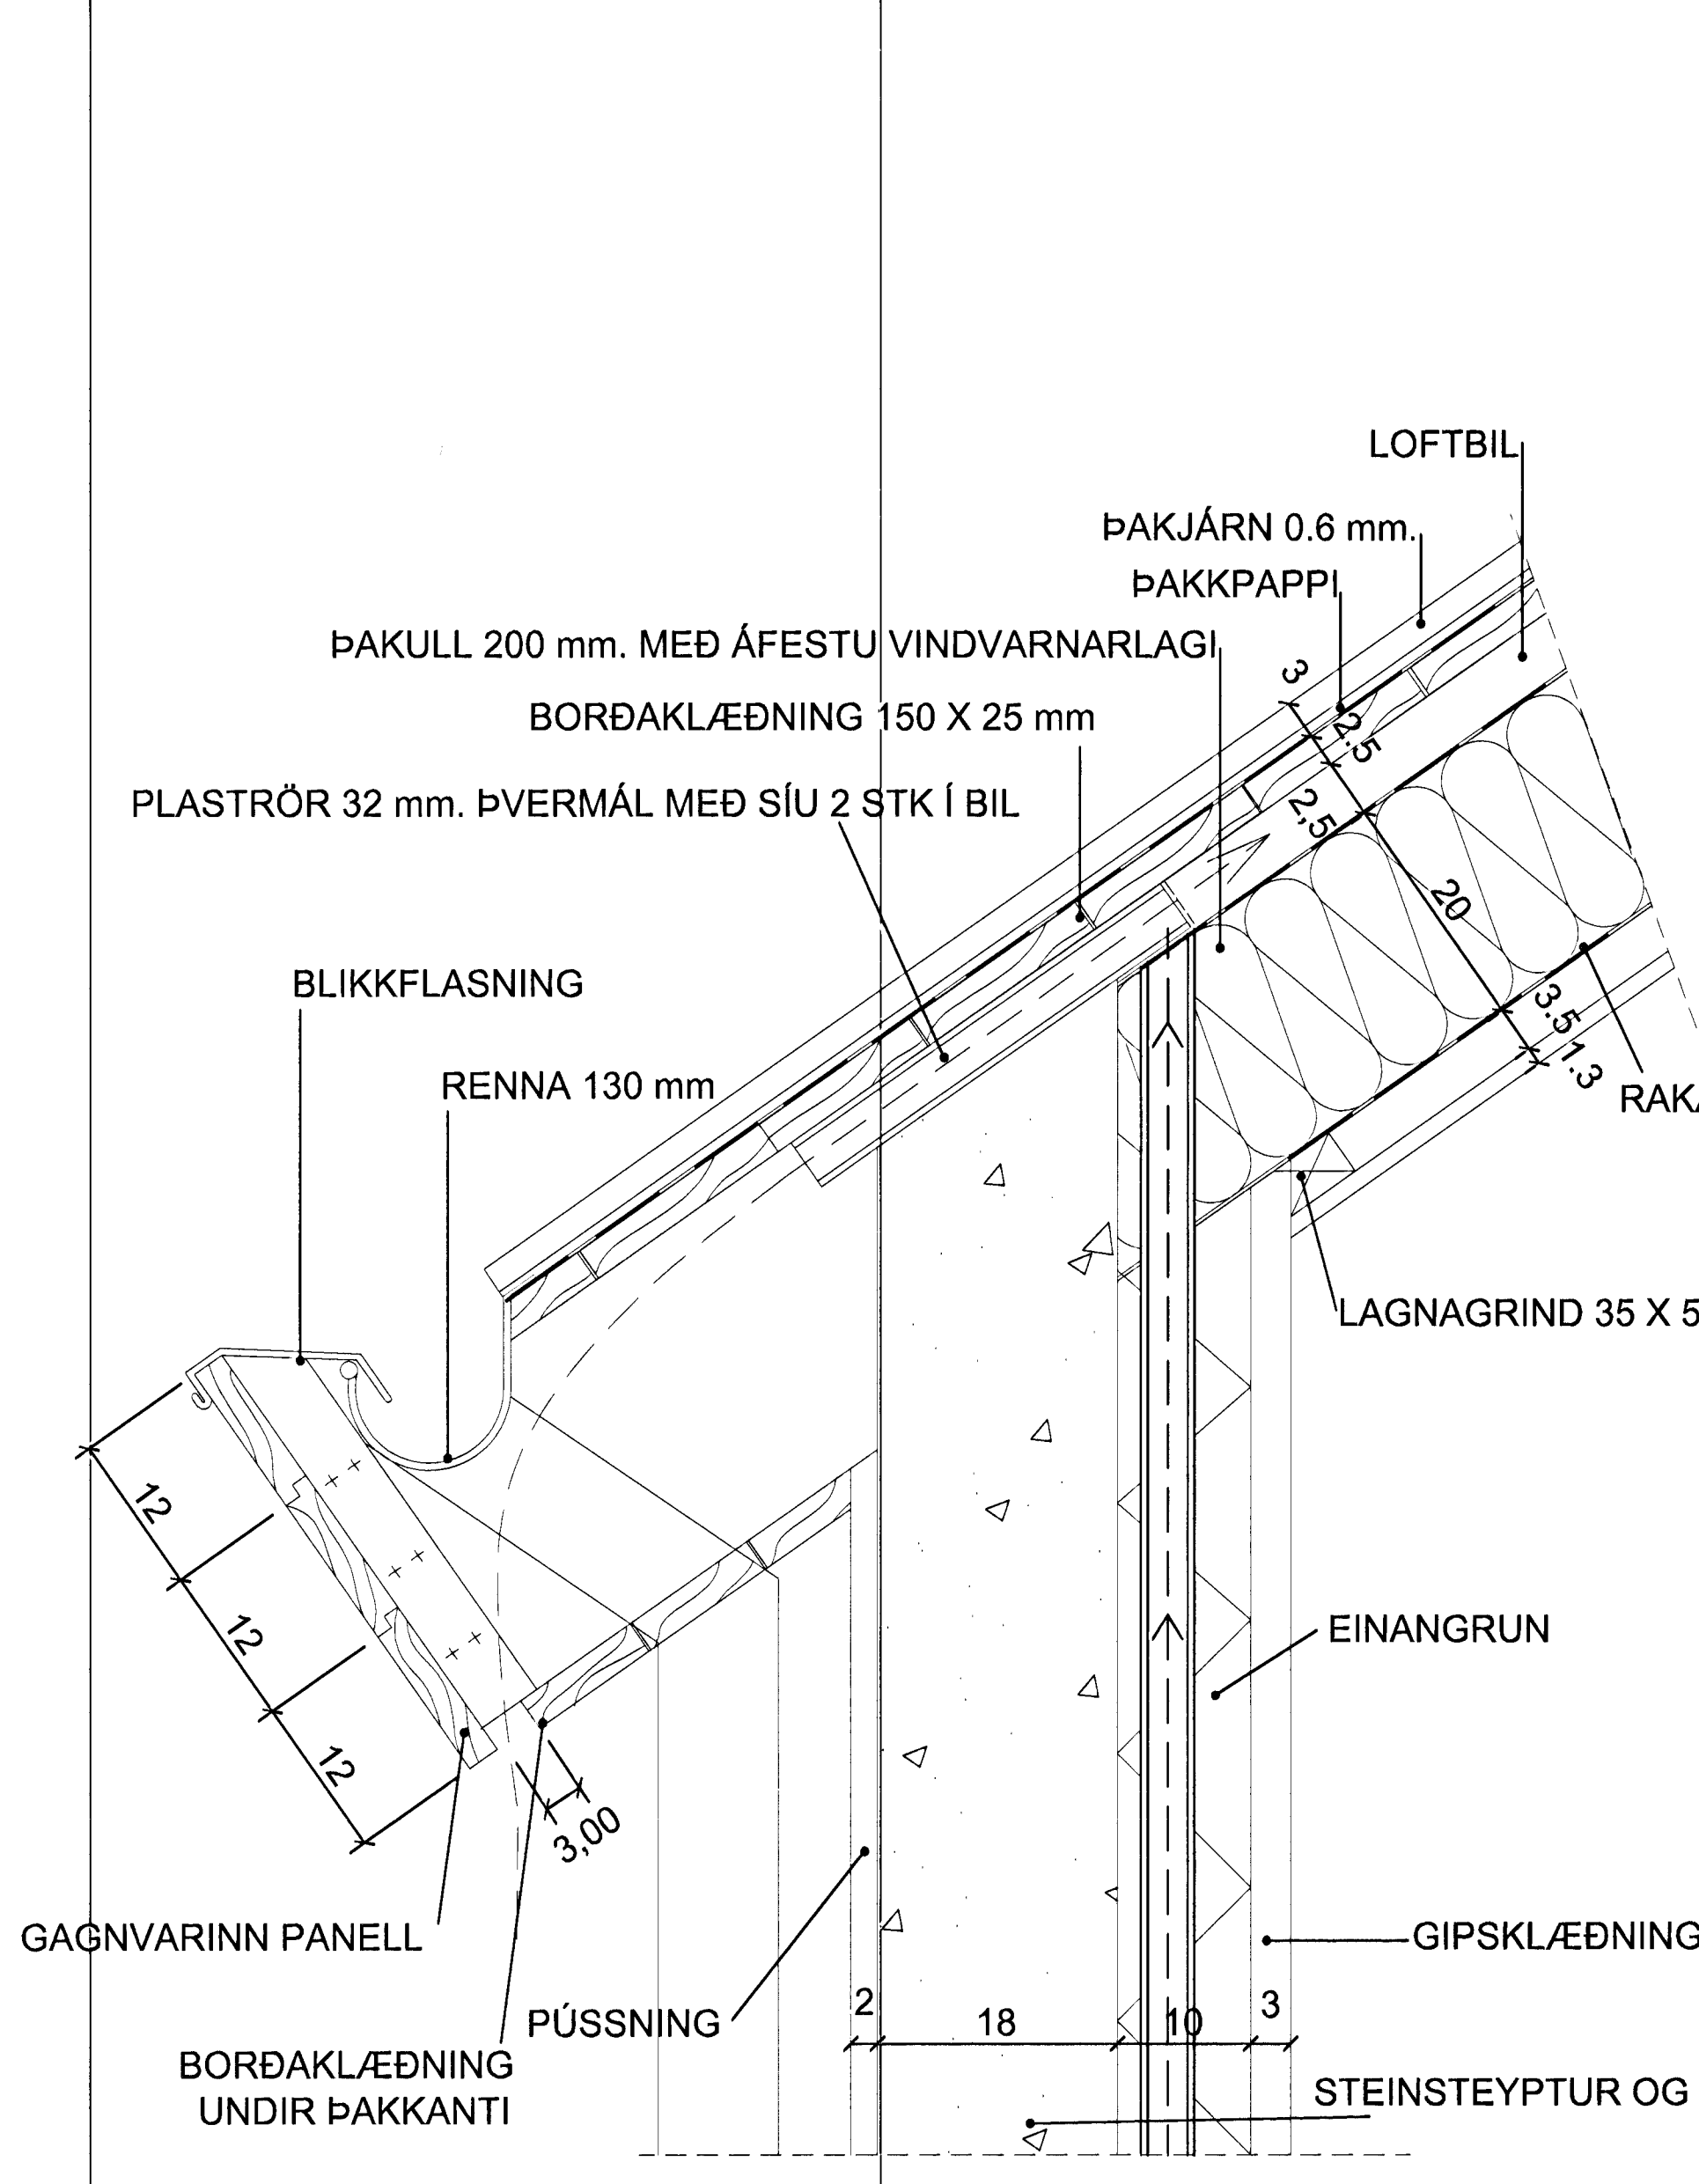 LOFTBIL
ÞAKJÁRN 0.6 mm.
ÞAKKPAPPI
ÞAKULL 200 mm. MEÐ ÁFESTU VINDVARNARLAGI
3
BORÐAKLÆÐNING 150 X 25 mm
2.5
PLASTRÖR 32 mm. ÞVERMÁL MEÐ SÍU 2 STK Í BIL
2,5
20
BLIKKFLASNING
3.5
1.3
RENNA 130 mm
LAGNAGRIND 35 X 5
12
12
12
EINANGRUN
3,00
GAGNVARINN PANELL
GIPSKLÆÐNING
PÚSSNING
2
18
10
3
BORÐAKLÆÐNING
UNDIR ÞAKKANTI
STEINSTEYPTUR OG